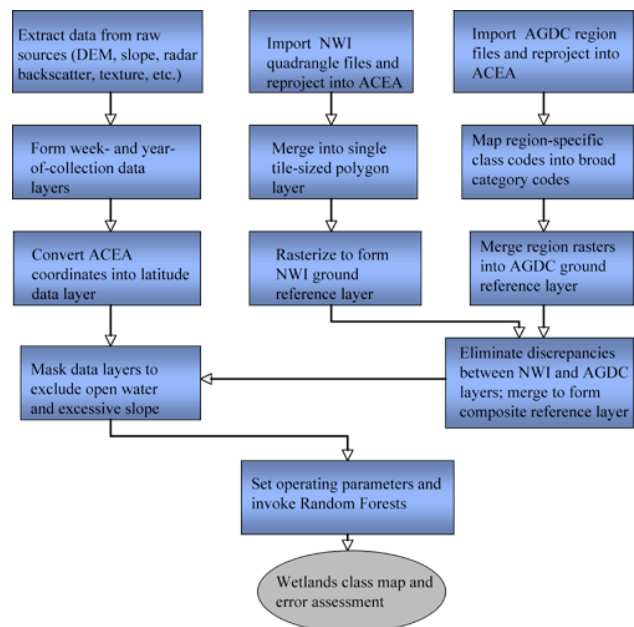 Extract data from raw
sources (DEM, slope, radar
backscatter, texture, etc.)
Import NWI
quadrangle files and
reproject into ACEA
Import AGDC region
files and reproject into
ACEA
Form week- and year-
of-collection data
layers
Merge into single
tile-sized polygon
layer
Map region-specific
class codes into broad
category codes
Convert ACEA
coordinates into latitude
data layer
Rasterize to form
NWI ground
reference layer
Merge region rasters
into AGDC ground
reference layer
Mask data layers to
exclude open water
and excessive slope
Eliminate discrepancies
between NWI and AGDC
layers; merge to form
composite reference layer
Set operating parameters and
invoke Random Forests
Wetlands class map and
error assessment